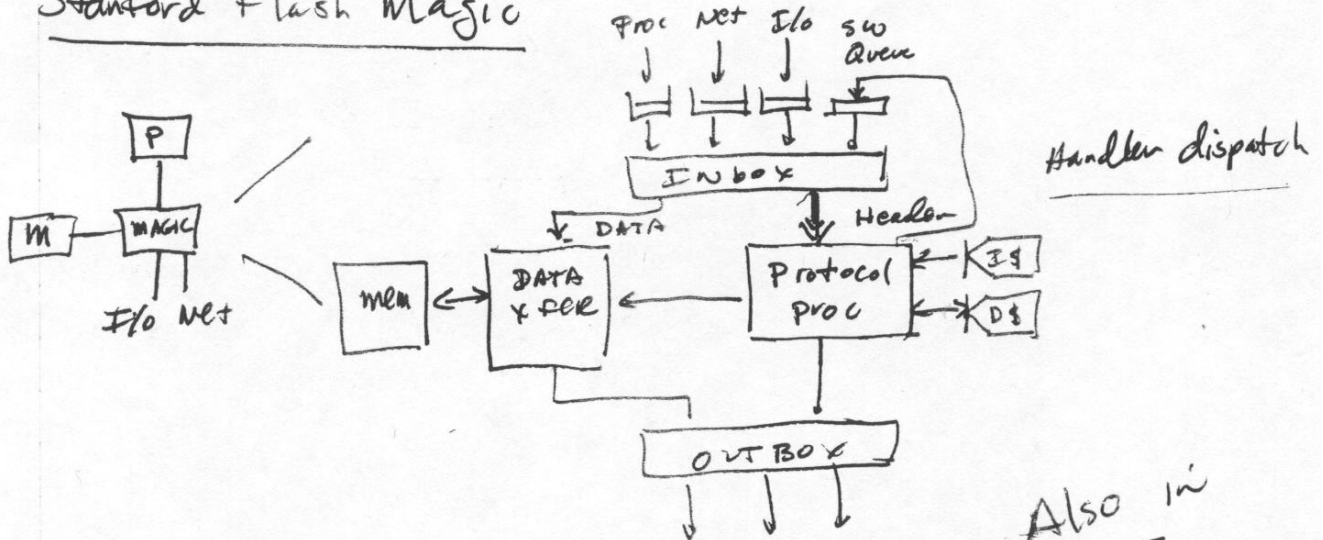 Stanford Flash Magic
Proc Net I/O SW
Queue
P
M
MAGIC
I/O Net
INbox
Handler dispatch
DATA
Header
mem
DATA
XFER
Protocol
proc
I$
D$
OUTBOX
Also in